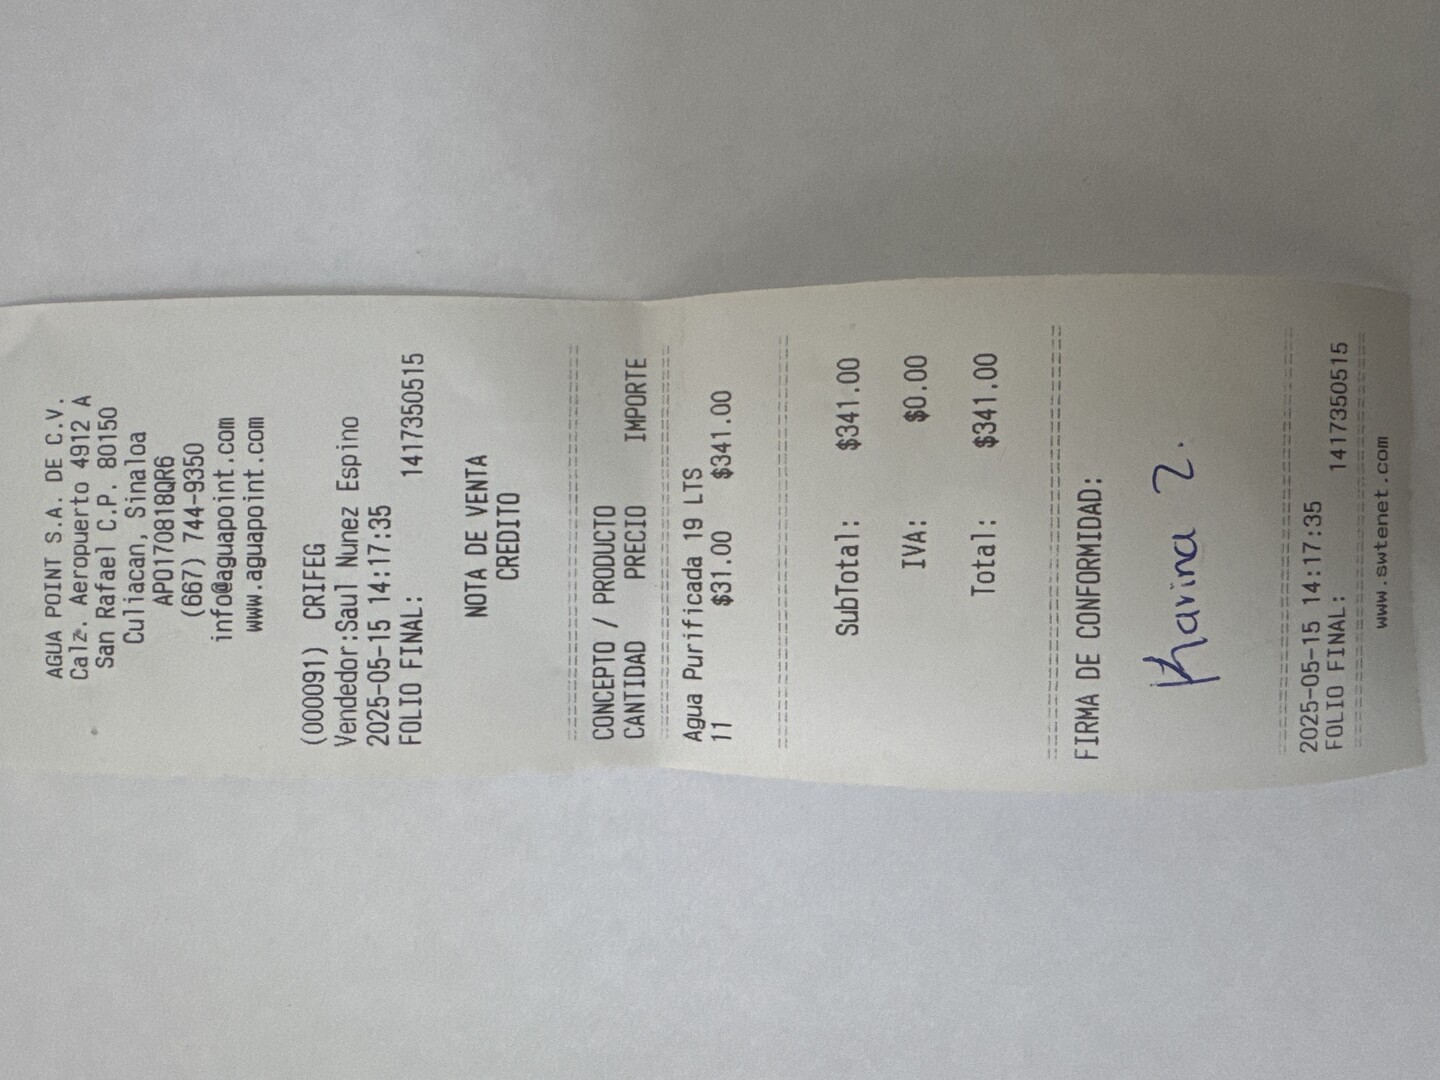 AGUA POINT S.A. DE C.V.
Calz. Aeropuerto 4912 A
San Rafael C.P. 80150
Culiacan, Sinaloa
APO170818QR6
(667) 744-9350
info@aguapoint.com
www.aguapoint.com
(000091) CRIFEG
Vendedor:Saul Nunez Espino
2025-05-15 14:17:35
FOLIO FINAL: 1417350515
NOTA DE VENTA
CREDITO
CONCEPTO / PRODUCTO
CANTIDAD PRECIO IMPORTE
Agua Purificada 19 LTS
11 $31.00 $341.00
SubTotal: $341.00
IVA: $0.00
Total: $341.00
FIRMA DE CONFORMIDAD:
Karina Z.
2025-05-15 14:17:35
FOLIO FINAL: 1417350515
www.swtenet.com